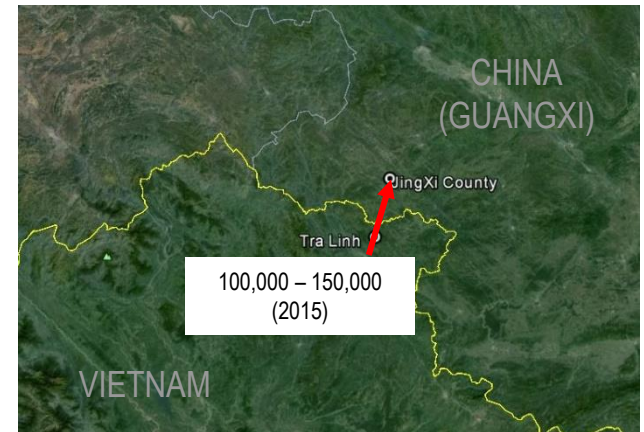 CHINA
(GUANGXI)
JingXi County
Tra Linh
100,000 – 150,000
(2015)
VIETNAM